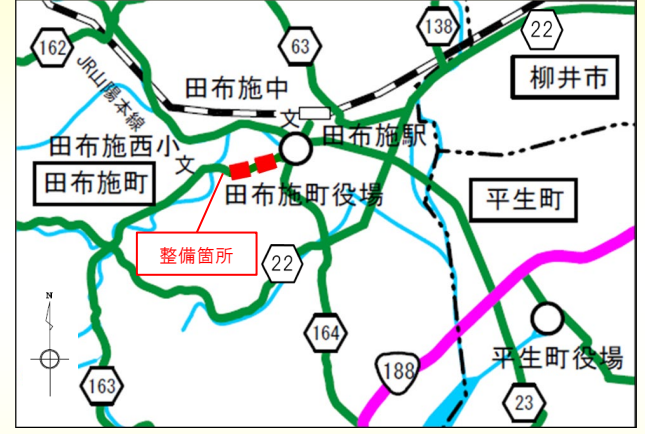 162
63
138
22
JR山陽本線
田布施中
文
柳井市
田布施西小
文
田布施駅
田布施町
田布施町役場
平生町
整備箇所
22
N
164
188
平生町役場
163
23